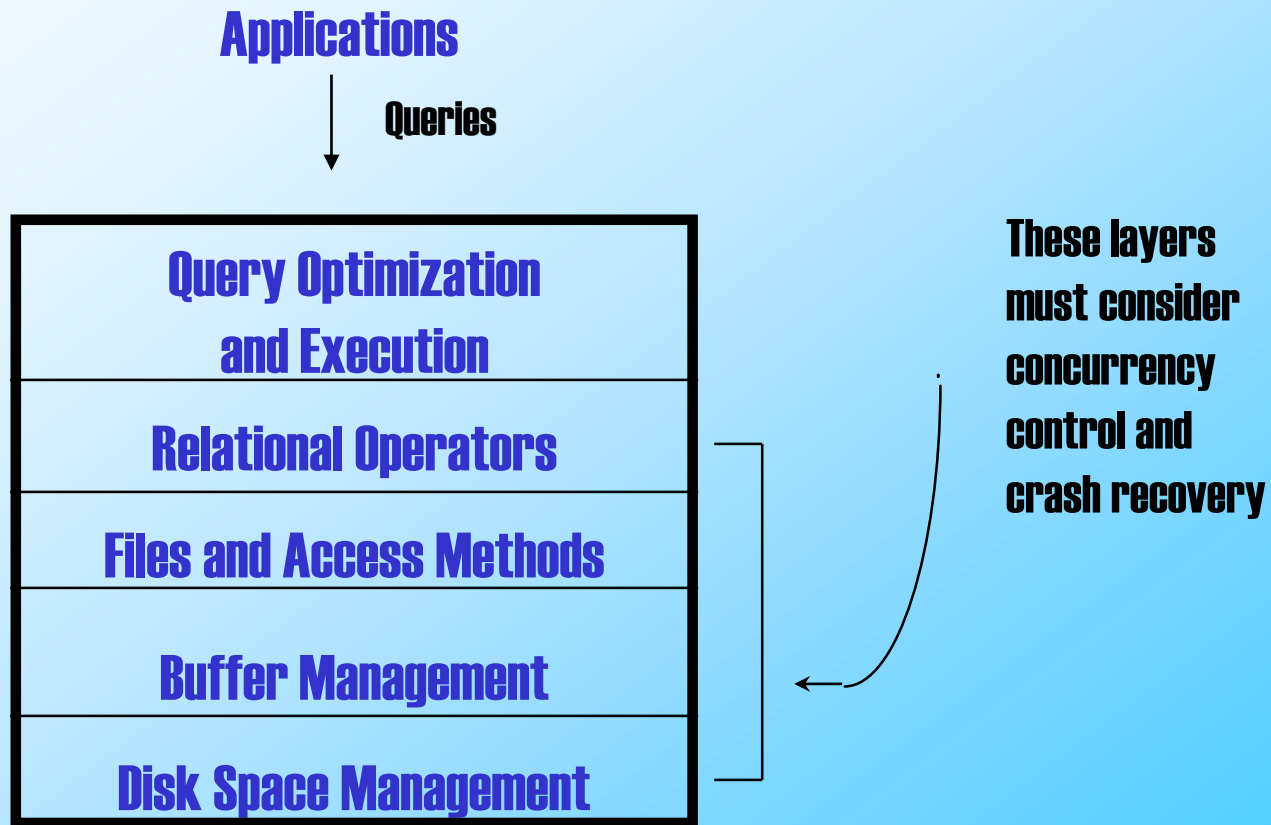 Applications
Queries
Query Optimization
and Execution
Relational Operators
Files and Access Methods
Buffer Management
Disk Space Management
These layers
must consider
concurrency
control and
crash recovery